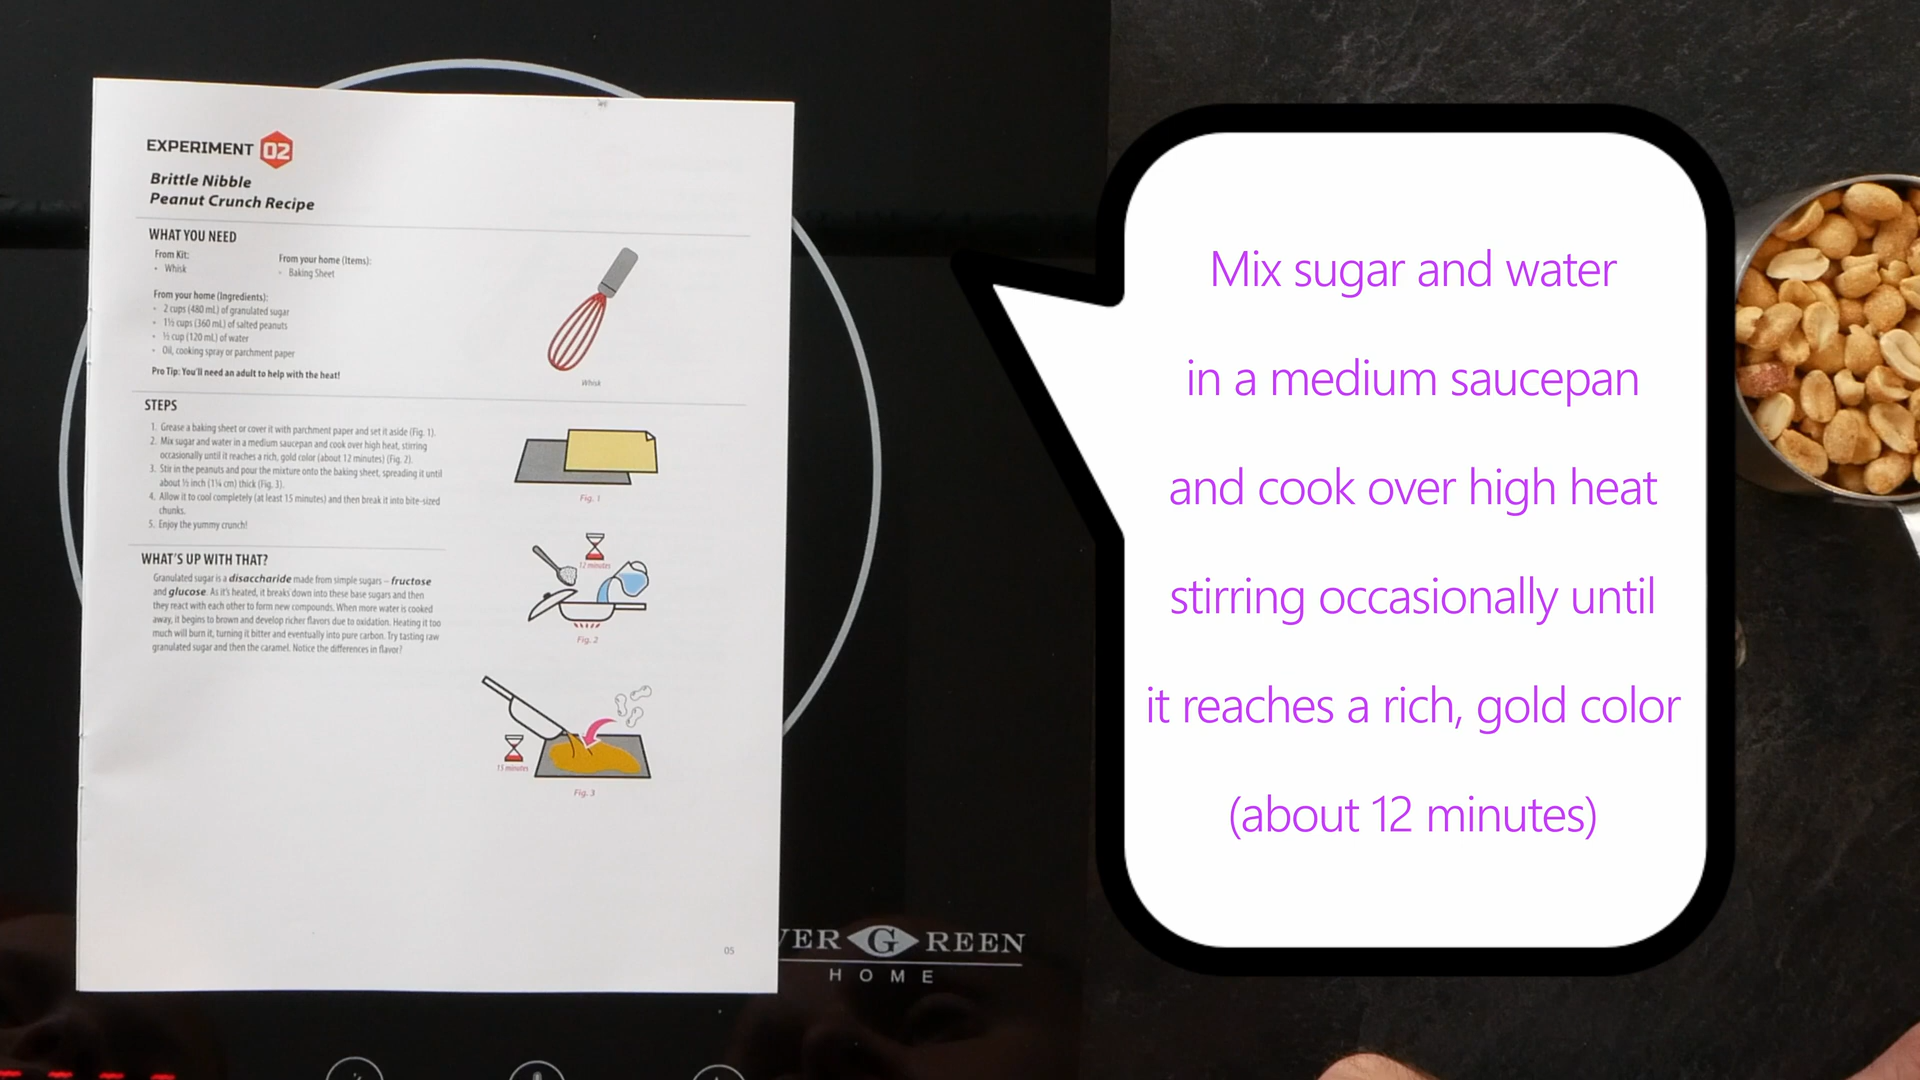 EXPERIMENT 02
Brittle Nibble
Peanut Crunch Recipe
WHAT YOU NEED
From Kit:
• Whisk
From your home (Items):
• Baking Sheet
From your home (Ingredients):
• 2 cups (480 mL) of granulated sugar
• 1½ cups (360 mL) of salted peanuts
• ½ cup (120 mL) of water
• Oil, cooking spray or parchment paper
Pro Tip: You'll need an adult to help with the heat!
Whisk
STEPS
1. Grease a baking sheet or cover it with parchment paper and set it aside (Fig. 1).
2. Mix sugar and water in a medium saucepan and cook over high heat, stirring
occasionally until it reaches a rich, gold color (about 12 minutes) (Fig. 2).
3. Stir in the peanuts and pour the mixture onto the baking sheet, spreading it until
about ½ inch (1¼ cm) thick (Fig. 3).
4. Allow it to cool completely (at least 15 minutes) and then break it into bite-sized
chunks.
5. Enjoy the yummy crunch!
Fig. 1
12 minutes
Fig. 2
15 minutes
Fig. 3
WHAT'S UP WITH THAT?
Granulated sugar is a disaccharide made from simple sugars – fructose
and glucose. As it's heated, it breaks down into these base sugars and then
they react with each other to form new compounds. When more water is cooked
away, it begins to brown and develop richer flavors due to oxidation. Heating it too
much will burn it, turning it bitter and eventually into pure carbon. Try tasting raw
granulated sugar and then the caramel. Notice the differences in flavor?
05
VER G REEN
HOME
Mix sugar and water
in a medium saucepan
and cook over high heat
stirring occasionally until
it reaches a rich, gold color
(about 12 minutes)